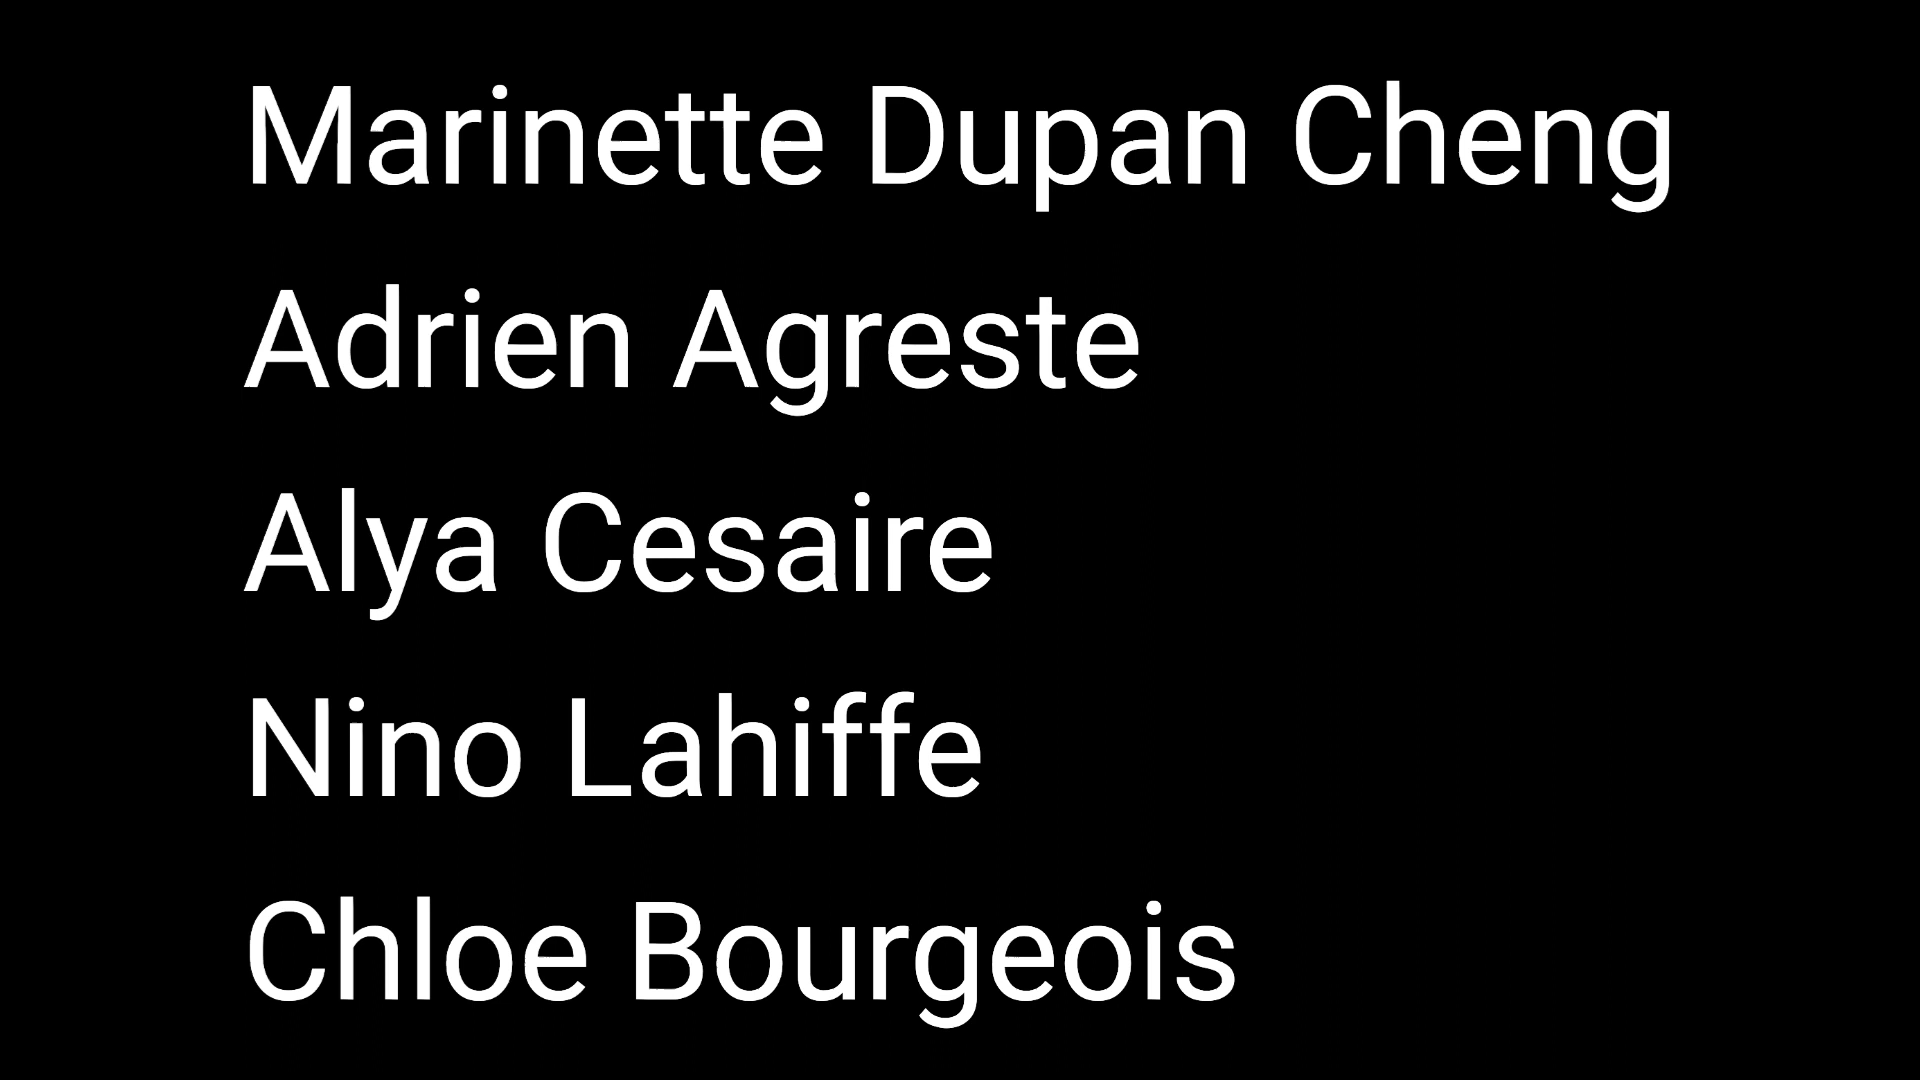 Marinette Dupan Cheng
Adrien Agreste
Alya Cesaire
Nino Lahiffe
Chloe Bourgeois